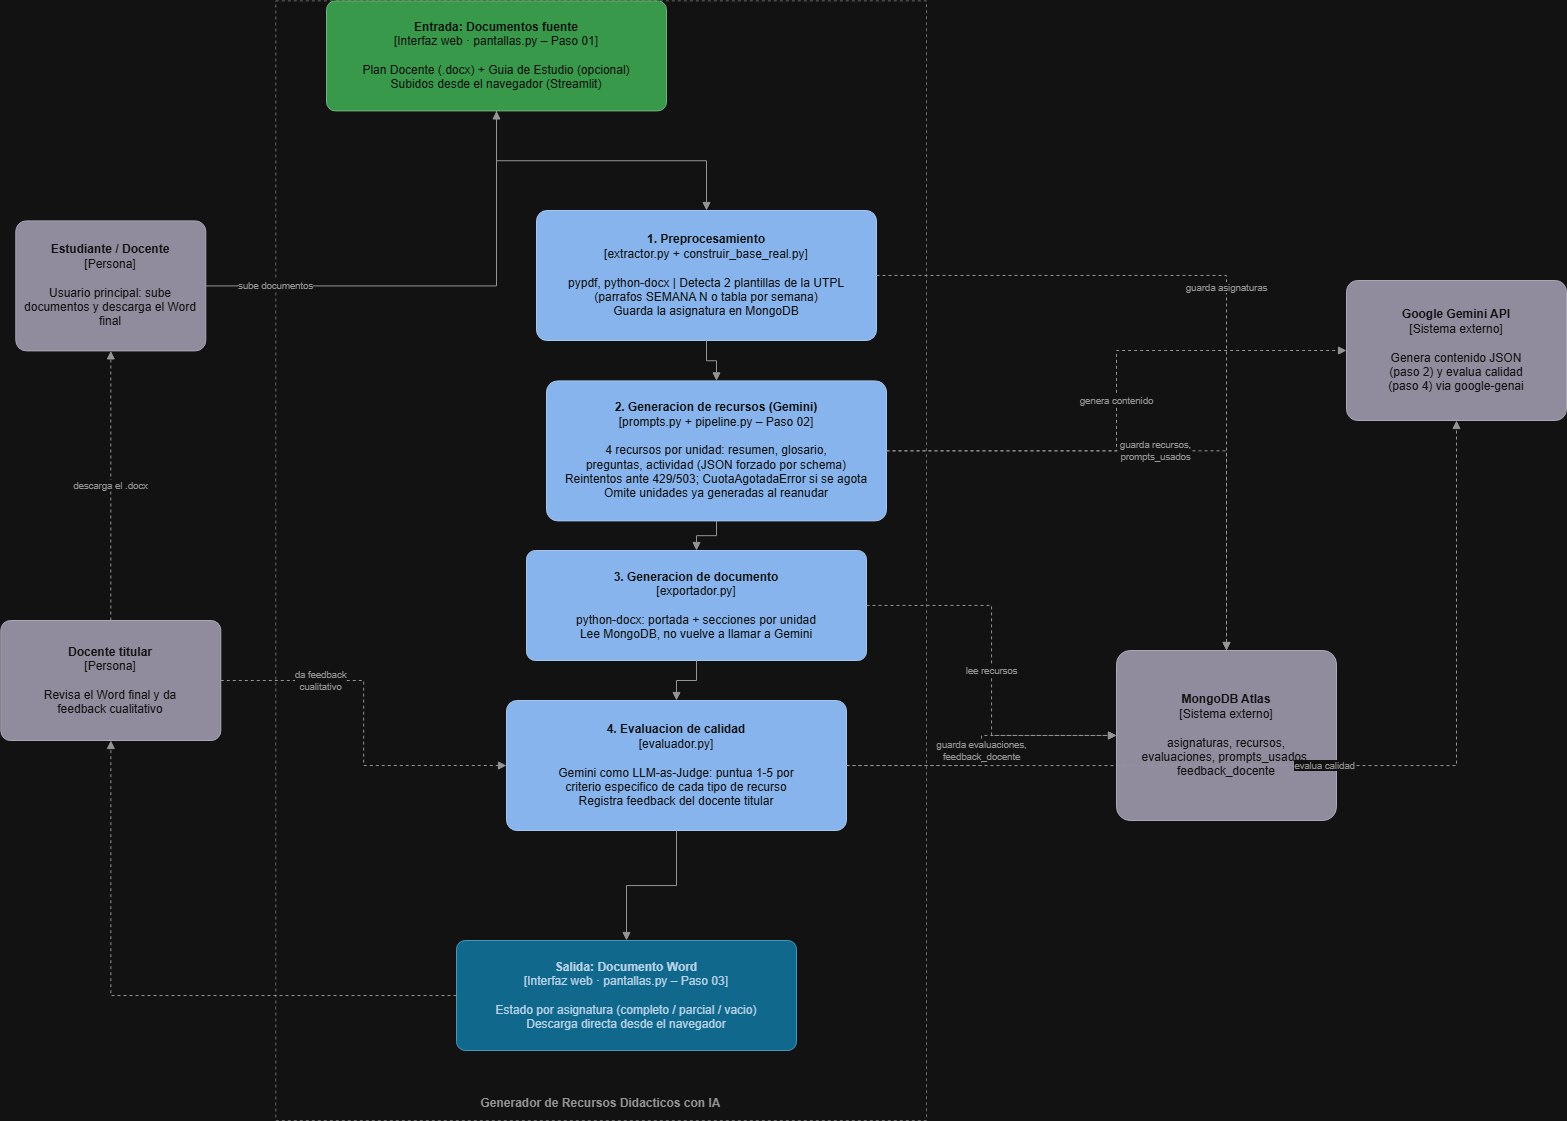 Entrada: Documentos fuente
[Interfaz web · pantallas.py – Paso 01]
Plan Docente (.docx) + Guia de Estudio (opcional)
Subidos desde el navegador (Streamlit)
Estudiante / Docente
[Persona]
Usuario principal: sube
documentos y descarga el Word
final
sube documentos
1. Preprocesamiento
[extractor.py + construir_base_real.py]
pypdf, python-docx | Detecta 2 plantillas de la UTPL
(parrafos SEMANA N o tabla por semana)
Guarda la asignatura en MongoDB
guarda asignaturas
Google Gemini API
[Sistema externo]
Genera contenido JSON
(paso 2) y evalua calidad
(paso 4) via google-genai
2. Generacion de recursos (Gemini)
[prompts.py + pipeline.py – Paso 02]
4 recursos por unidad: resumen, glosario,
preguntas, actividad (JSON forzado por schema)
Reintentos ante 429/503; CuotaAgotadaError si se agota
Omite unidades ya generadas al reanudar
genera contenido
guarda recursos,
prompts_usados
descarga el .docx
3. Generacion de documento
[exportador.py]
python-docx: portada + secciones por unidad
Lee MongoDB, no vuelve a llamar a Gemini
lee recursos
Docente titular
[Persona]
Revisa el Word final y da
feedback cualitativo
da feedback
cualitativo
4. Evaluacion de calidad
[evaluador.py]
Gemini como LLM-as-Judge: puntua 1-5 por
criterio especifico de cada tipo de recurso
Registra feedback del docente titular
guarda evaluaciones,
feedback_docente
MongoDB Atlas
[Sistema externo]
asignaturas, recursos,
evaluaciones, prompts_usados,
feedback_docente
evalua calidad
Salida: Documento Word
[Interfaz web · pantallas.py – Paso 03]
Estado por asignatura (completo / parcial / vacio)
Descarga directa desde el navegador
Generador de Recursos Didacticos con IA